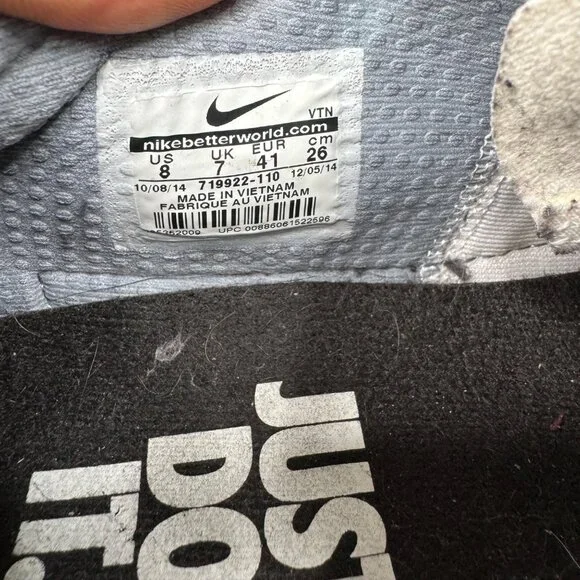 VTN
nikebetterworld.com
US UK EUR cm
8 7 41 26
10/08/14 719922-110 12/05/14
MADE IN VIETNAM
FABRIQUE AU VIETNAM
UPC 00886061522596
JUST
DO
IT.